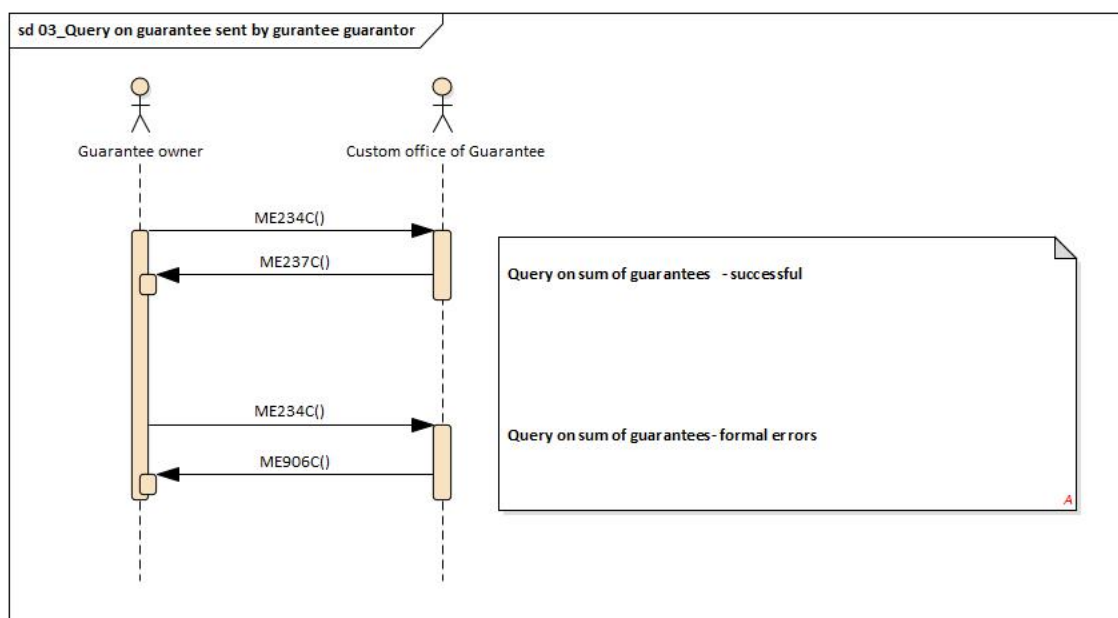 sd 03_Query on guarantee sent by gurantee guarantor
Guarantee owner
Custom office of Guarantee
ME234C()
ME237C()
Query on sum of guarantees - successful
ME234C()
Query on sum of guarantees- formal errors
ME906C()
A